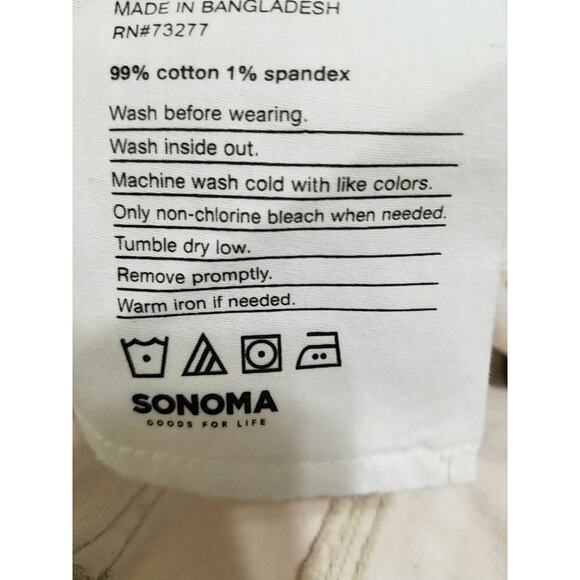 MADE IN BANGLADESH
RN#73277
99% cotton 1% spandex
Wash before wearing.
Wash inside out.
Machine wash cold with like colors.
Only non-chlorine bleach when needed.
Tumble dry low.
Remove promptly.
Warm iron if needed.
SONOMA
GOODS FOR LIFE